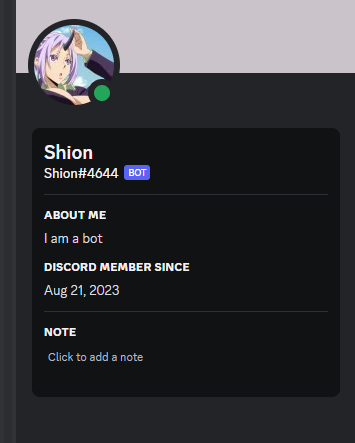 Shion
Shion#4644 BOT
ABOUT ME
I am a bot
DISCORD MEMBER SINCE
Aug 21, 2023
NOTE
Click to add a note